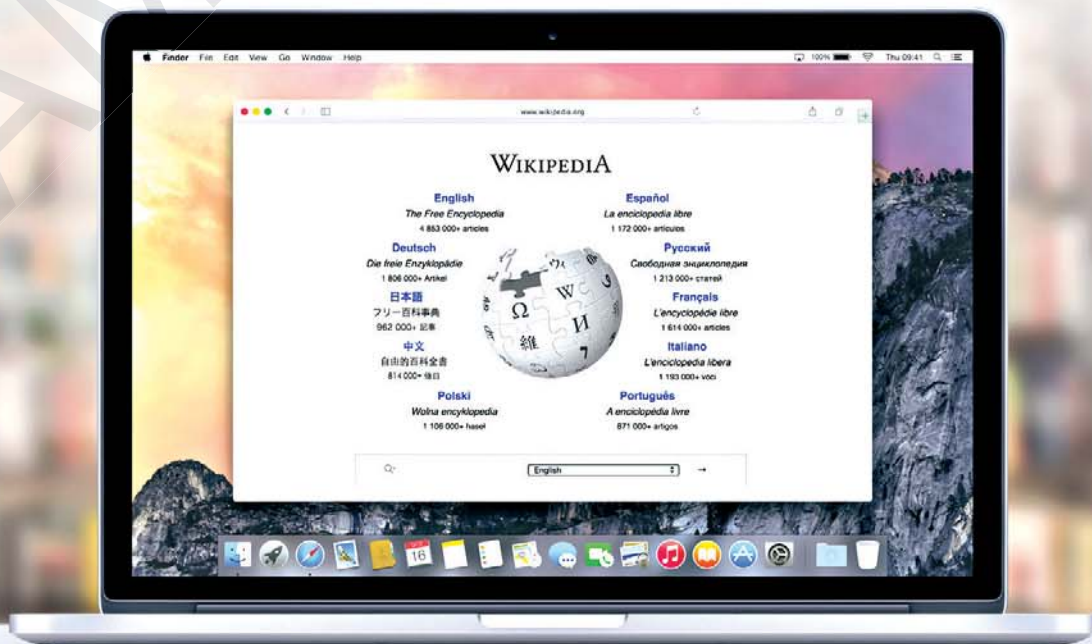 Finder File Edit View Go Window Help
100% Thu 09:41
www.wikipedia.org
WIKIPEDIA
English
The Free Encyclopedia
4 853 000+ articles
Español
La enciclopedia libre
1 172 000+ artículos
Deutsch
Die freie Enzyklopädie
1 806 000+ Artikel
Русский
Свободная энциклопедия
1 213 000+ статей
日本語
フリー百科事典
962 000+ 記事
Français
L'encyclopédie libre
1 614 000+ articles
中文
自由的百科全書
814 000+ 條目
Italiano
L'enciclopedia libera
1 193 000+ voci
Polski
Wolna encyklopedia
1 106 000+ haseł
Português
A enciclopédia livre
871 000+ artigos
Ω W И
維 7
English
16